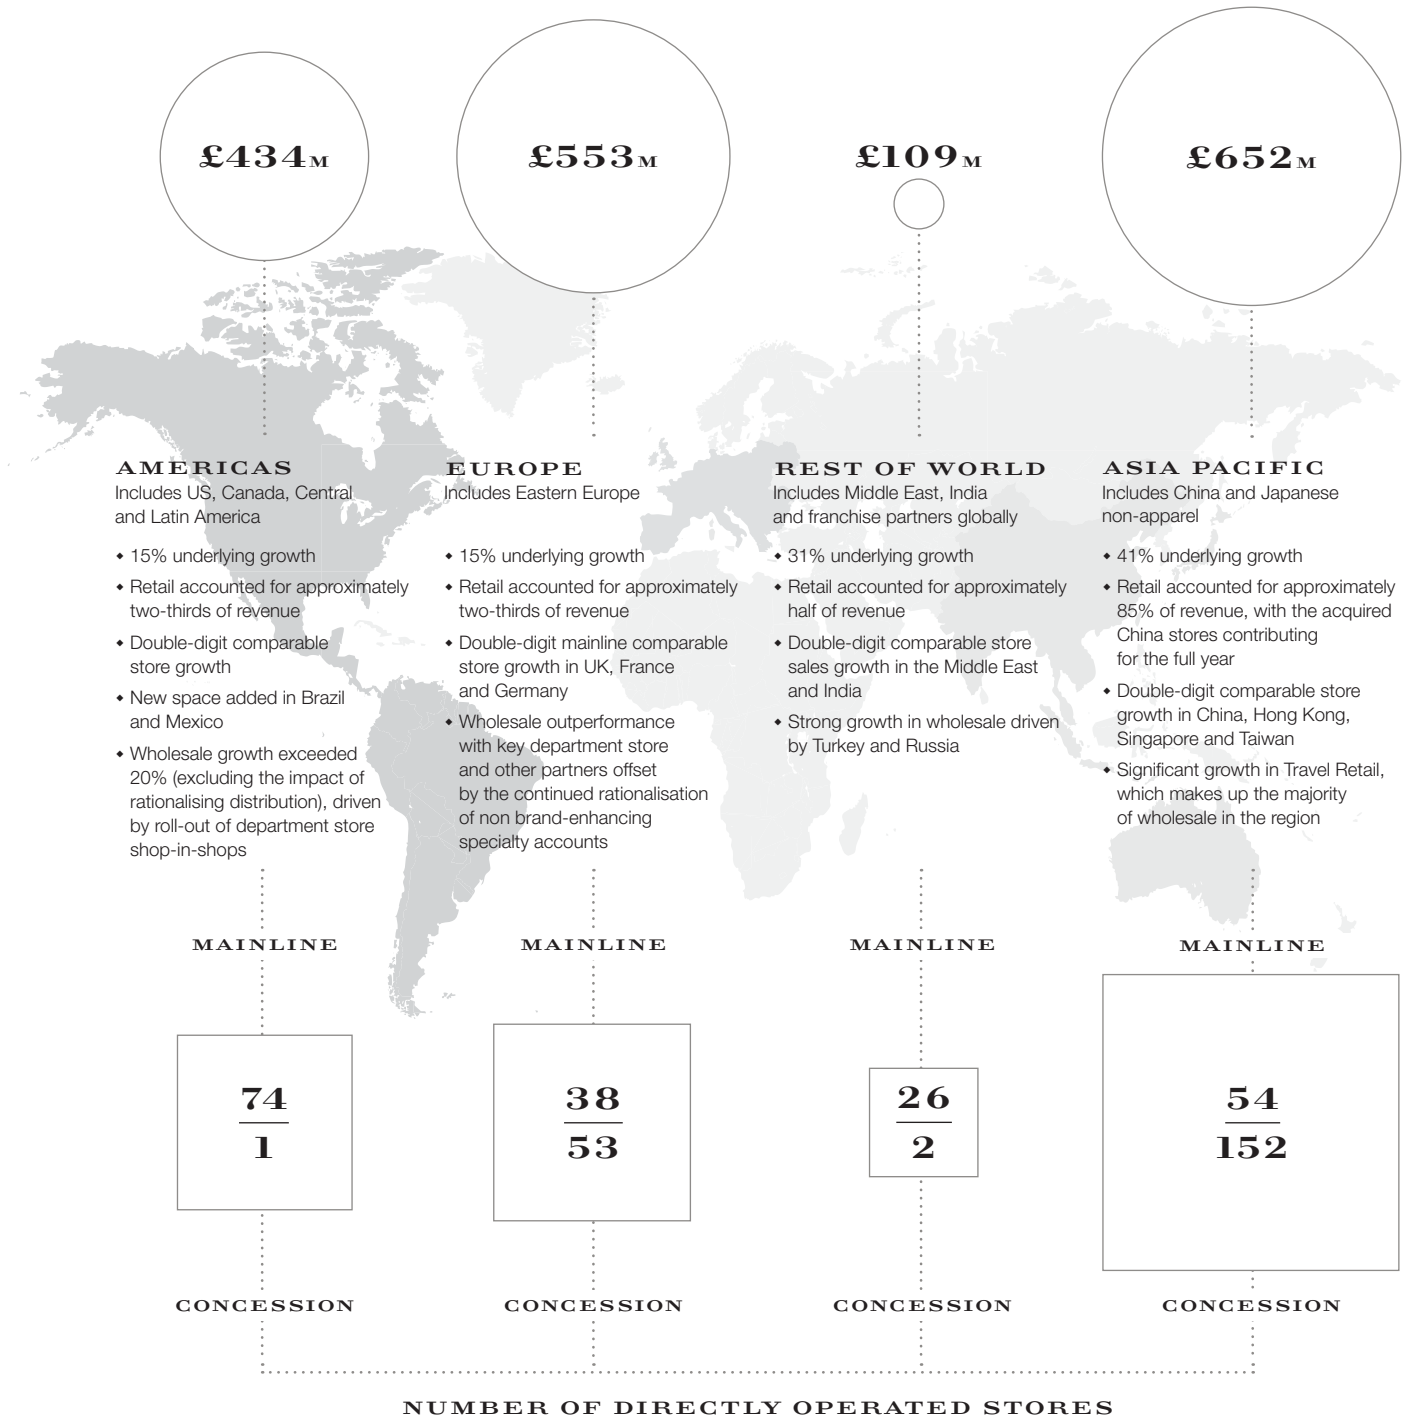 £434M
£553M
£109M
£652M
AMERICAS
Includes US, Canada, Central
and Latin America
◆ 15% underlying growth
◆ Retail accounted for approximately
two-thirds of revenue
◆ Double-digit comparable
store growth
◆ New space added in Brazil
and Mexico
◆ Wholesale growth exceeded
20% (excluding the impact of
rationalising distribution), driven
by roll-out of department store
shop-in-shops
EUROPE
Includes Eastern Europe
◆ 15% underlying growth
◆ Retail accounted for approximately
two-thirds of revenue
◆ Double-digit mainline comparable
store growth in UK, France
and Germany
◆ Wholesale outperformance
with key department store
and other partners offset
by the continued rationalisation
of non brand-enhancing
specialty accounts
REST OF WORLD
Includes Middle East, India
and franchise partners globally
◆ 31% underlying growth
◆ Retail accounted for approximately
half of revenue
◆ Double-digit comparable store
sales growth in the Middle East
and India
◆ Strong growth in wholesale driven
by Turkey and Russia
ASIA PACIFIC
Includes China and Japanese
non-apparel
◆ 41% underlying growth
◆ Retail accounted for approximately
85% of revenue, with the acquired
China stores contributing
for the full year
◆ Double-digit comparable store
growth in China, Hong Kong,
Singapore and Taiwan
◆ Significant growth in Travel Retail,
which makes up the majority
of wholesale in the region
MAINLINE
74
1
CONCESSION
MAINLINE
38
53
CONCESSION
MAINLINE
26
2
CONCESSION
MAINLINE
54
152
CONCESSION
NUMBER OF DIRECTLY OPERATED STORES